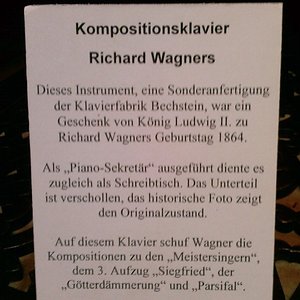 Kompositionsklavier
Richard Wagners
Dieses Instrument, eine Sonderanfertigung
der Klavierfabrik Bechstein, war ein
Geschenk von König Ludwig II. zu
Richard Wagners Geburtstag 1864.
Als „Piano-Sekretär" ausgeführt diente es
zugleich als Schreibtisch. Das Unterteil
ist verschollen, das historische Foto zeigt
den Originalzustand.
Auf diesem Klavier schuf Wagner die
Kompositionen zu den „Meistersingern",
dem 3. Aufzug „Siegfried", der
„Götterdämmerung" und „Parsifal".